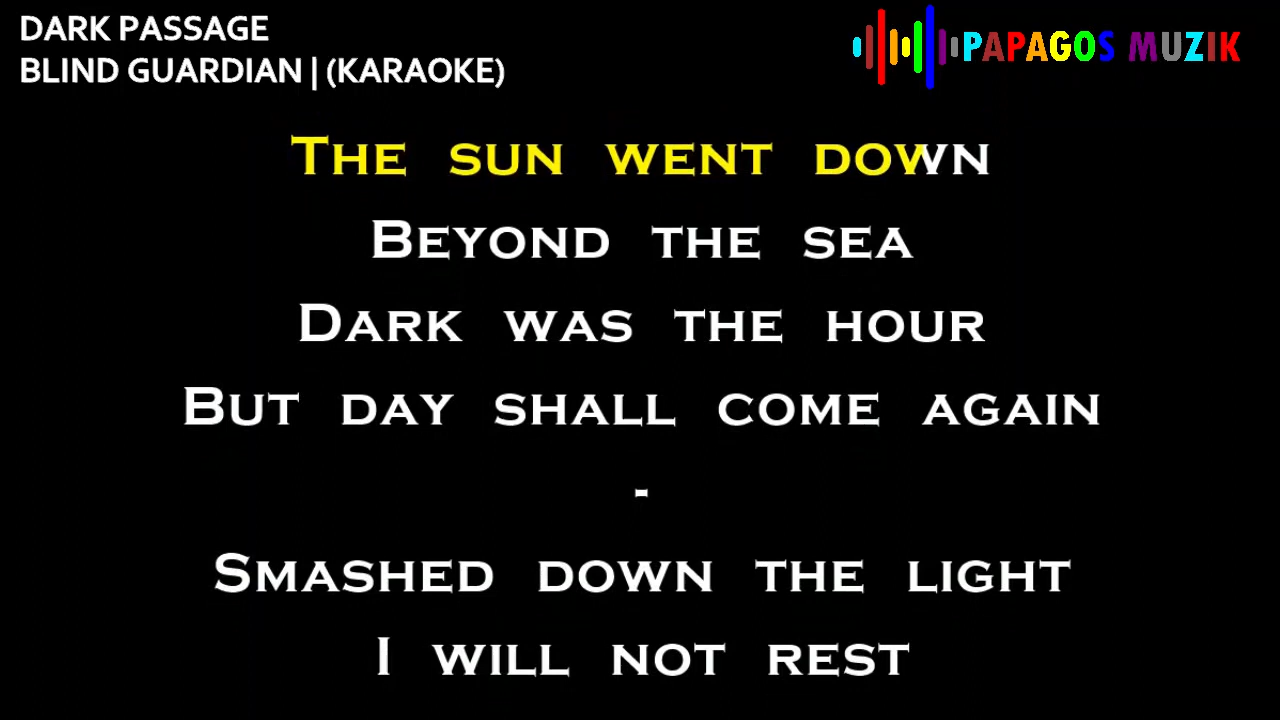 DARK PASSAGE
BLIND GUARDIAN | (KARAOKE)
PAPAGOS MUZIK
THE SUN WENT DOWN
BEYOND THE SEA
DARK WAS THE HOUR
BUT DAY SHALL COME AGAIN
-
SMASHED DOWN THE LIGHT
I WILL NOT REST